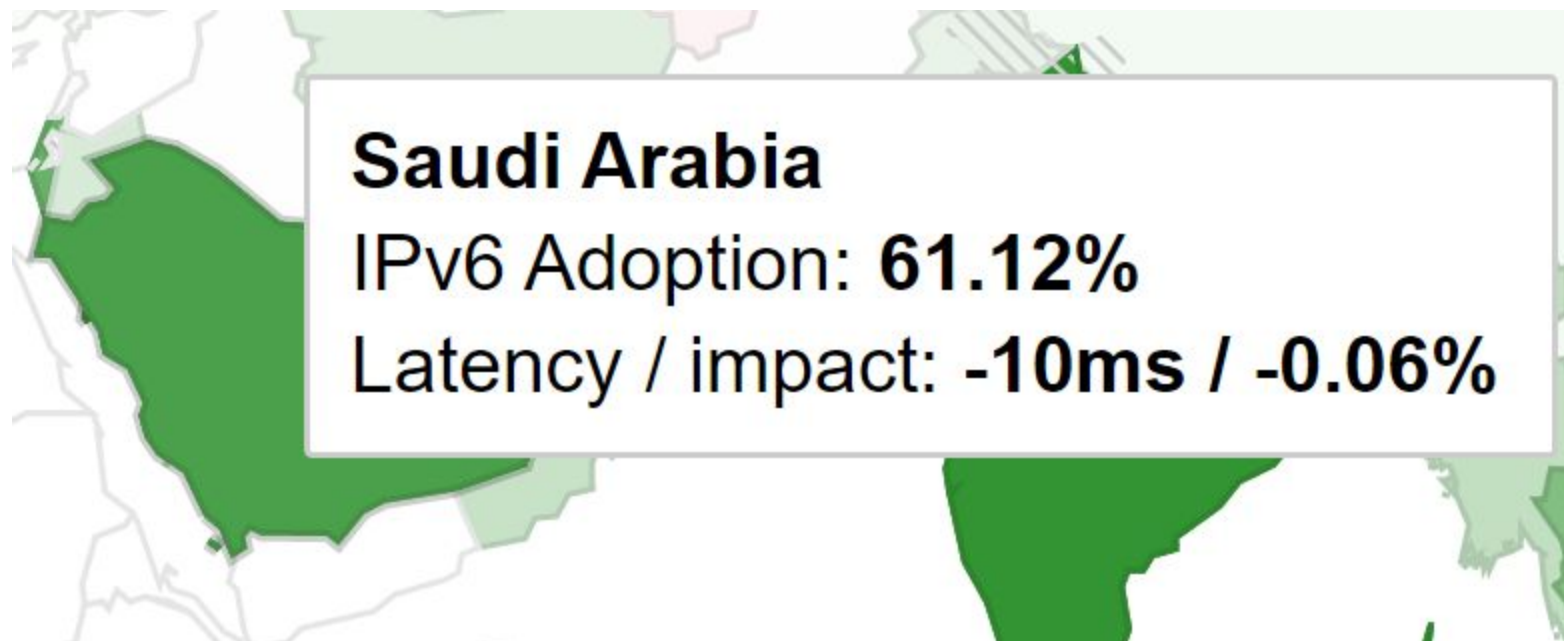 Saudi Arabia
IPv6 Adoption: 61.12%
Latency / impact: -10ms / -0.06%